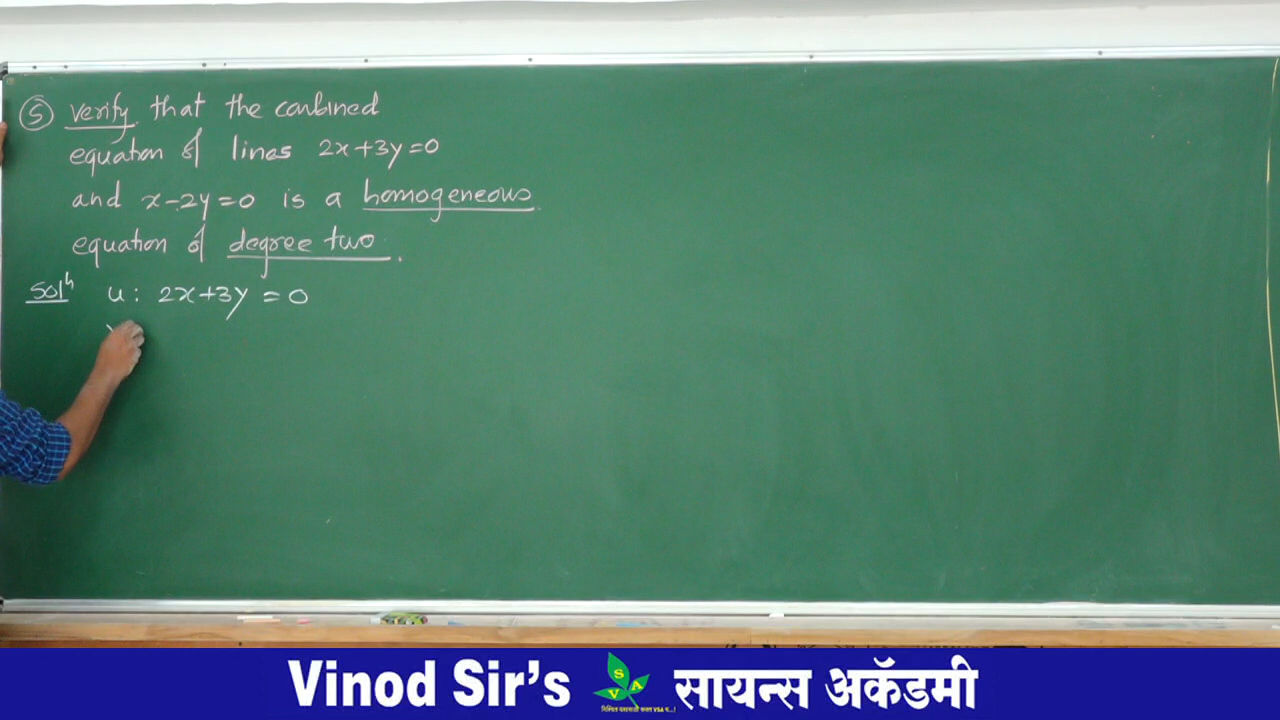 5 verify that the combined
equation of lines 2x+3y=0
and x-2y=0 is a homogeneous
equation of degree two.
Solⁿ u: 2x+3y=0
Vinod Sir's SVA सायन्स अकॅडमी